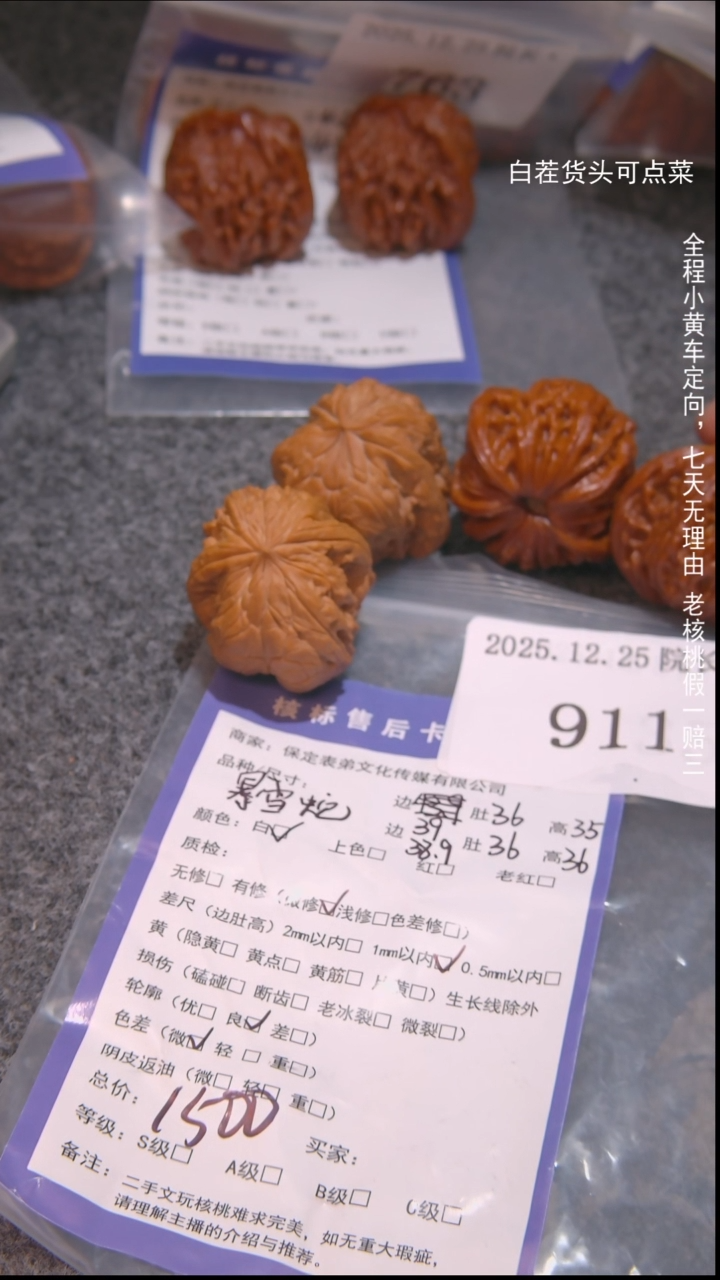 763
白茬货头可点菜
全程小黄车定向，七天无理由 老核桃假一赔三
2025.12.25
911
核标售后卡
商家：保定表弟文化传媒有限公司
品种/尺寸：
边 肚36 高35
边39 肚36 高36
38.9
颜色：白☑ 上色□ 红□ 老红□
质检：
无修□ 有修（微修☑浅修□色差修□）
差尺（边肚高）2mm以内□ 1mm以内☑ 0.5mm以内□
黄（隐黄□ 黄点□ 黄筋□ 片黄□）生长线除外
损伤（磕碰□ 断齿□ 老冰裂□ 微裂□）
轮廓（优□ 良☑ 差□）
色差（微☑ 轻□ 重□）
阴皮返油（微□ 轻□ 重□）
总价：1500 买家：
等级：S级□ A级□ B级□ C级□
备注：二手文玩核桃难求完美，如无重大瑕疵，
请理解主播的介绍与推荐。